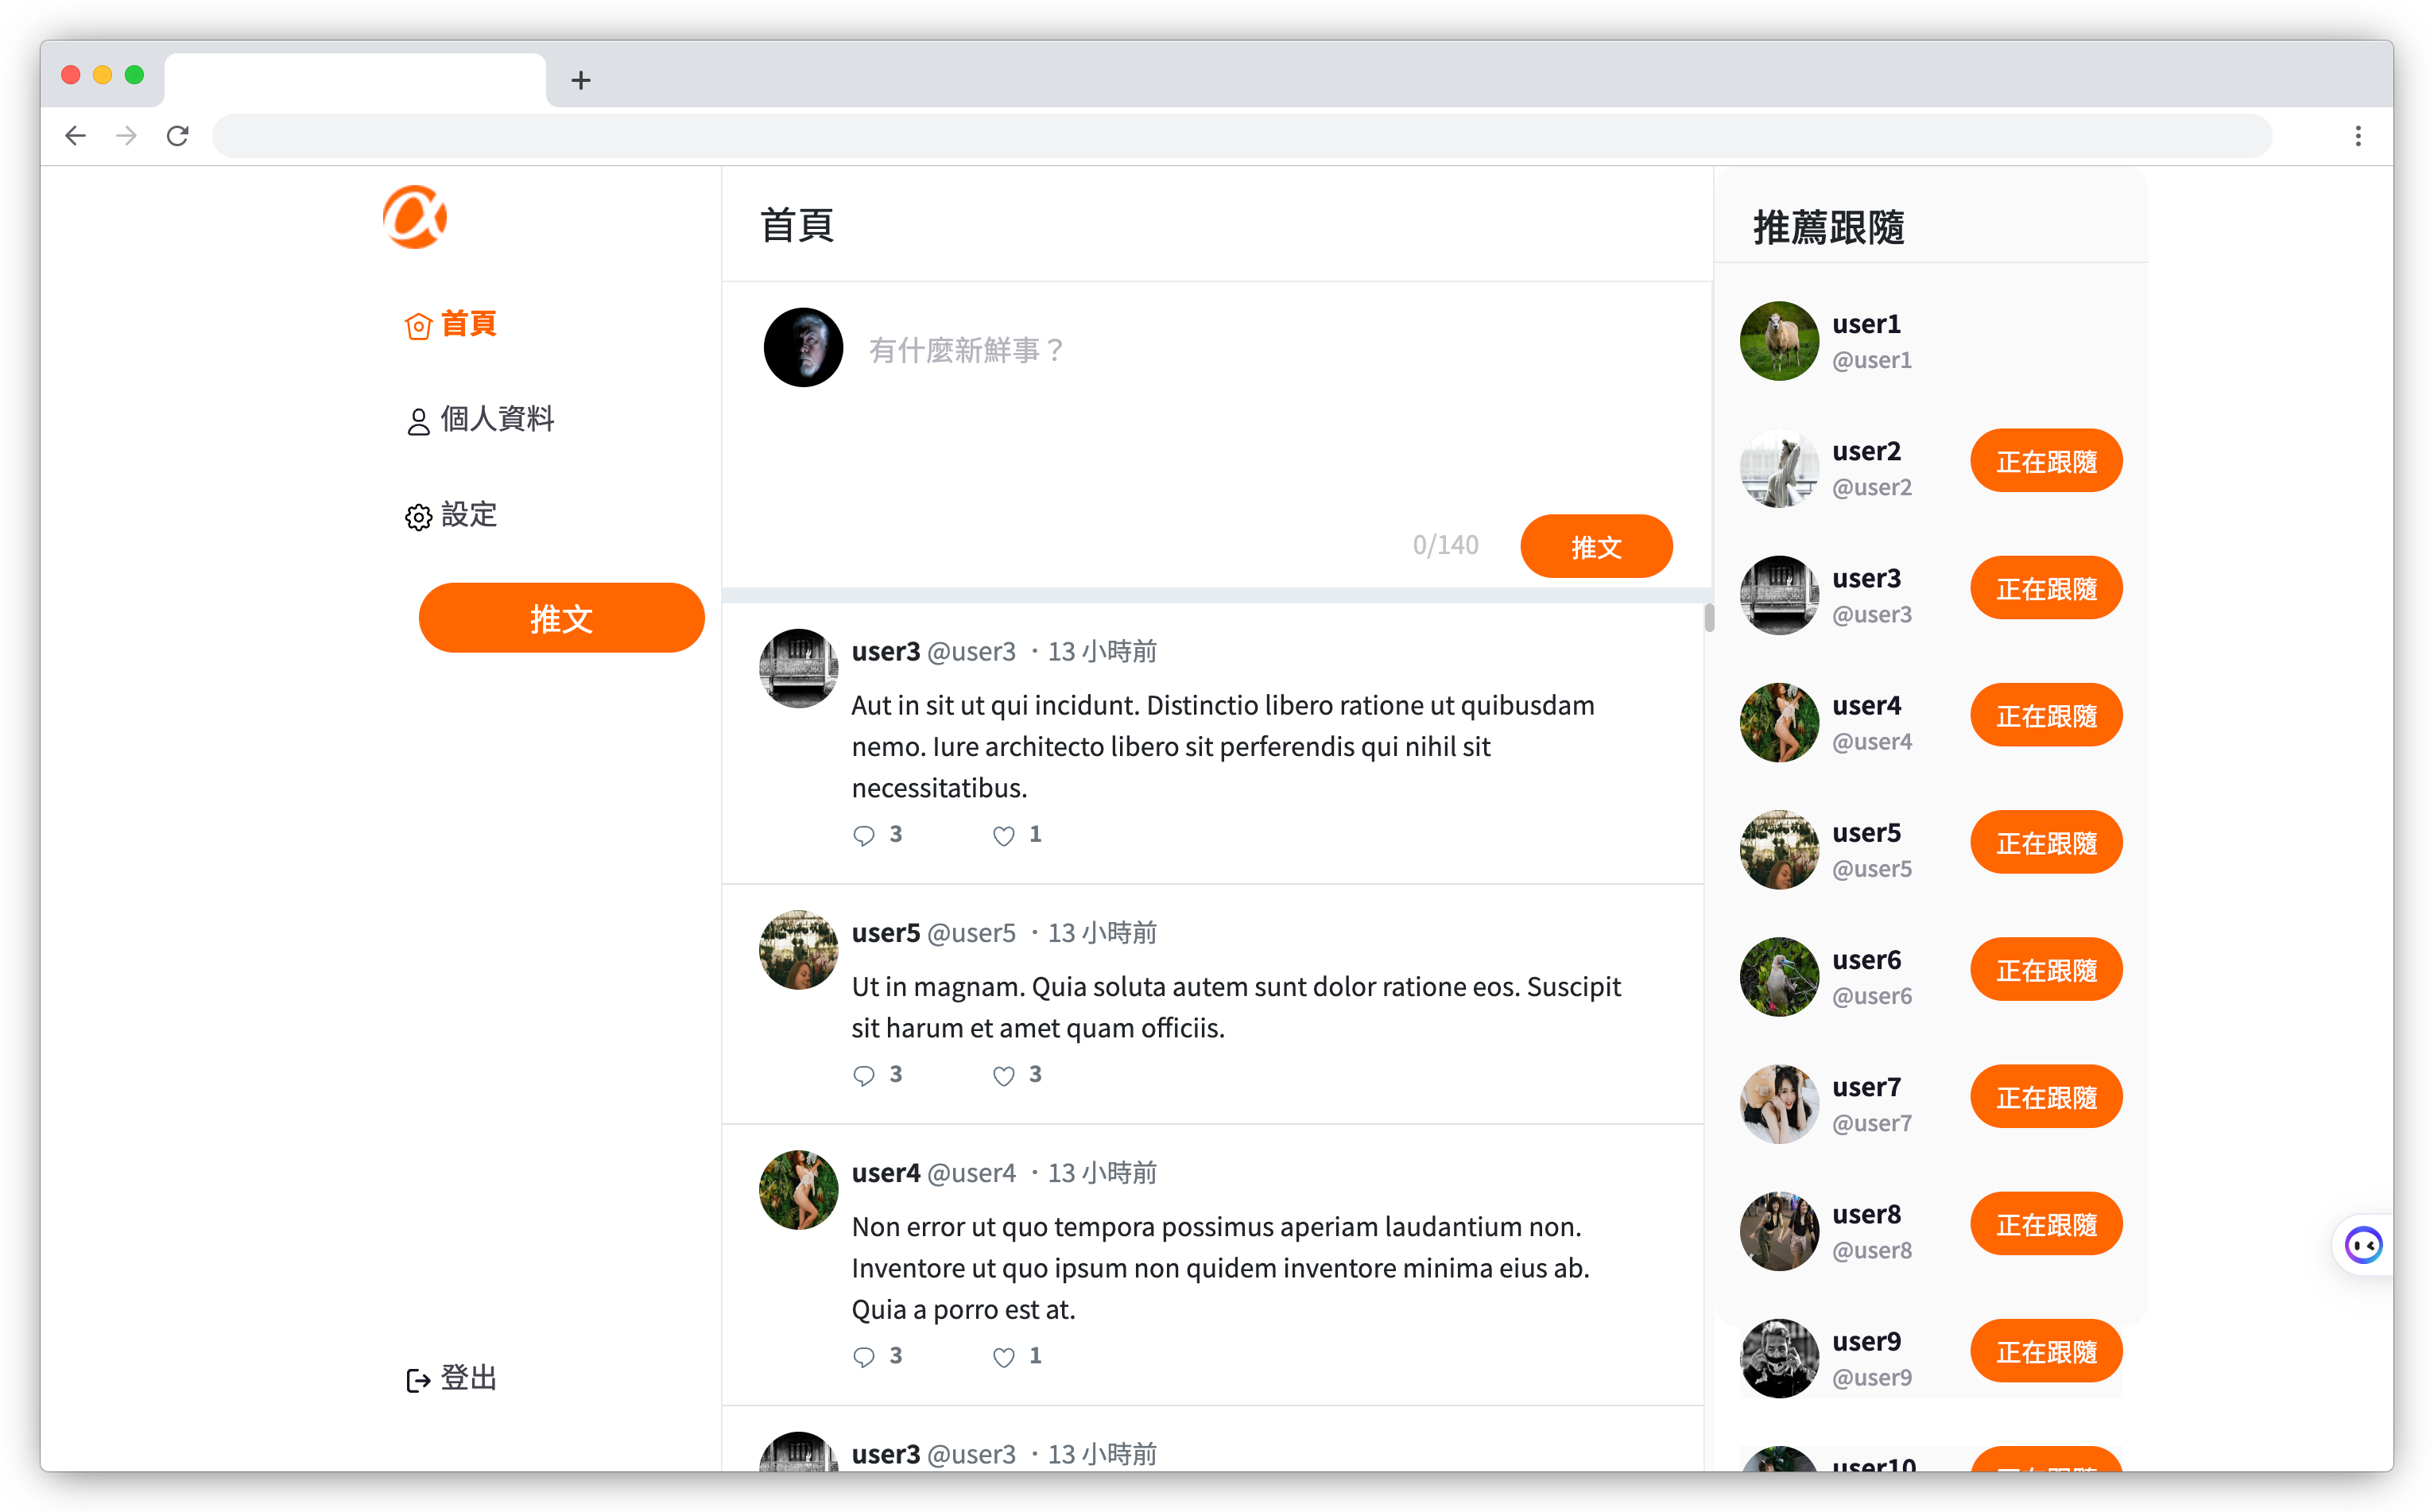 首頁
個人資料
設定
推文
登出
首頁
有什麼新鮮事？
0/140
推文
user3 @user3 ・13 小時前
Aut in sit ut qui incidunt. Distinctio libero ratione ut quibusdam
nemo. Iure architecto libero sit perferendis qui nihil sit
necessitatibus.
3 1
user5 @user5 ・13 小時前
Ut in magnam. Quia soluta autem sunt dolor ratione eos. Suscipit
sit harum et amet quam officiis.
3 3
user4 @user4 ・13 小時前
Non error ut quo tempora possimus aperiam laudantium non.
Inventore ut quo ipsum non quidem inventore minima eius ab.
Quia a porro est at.
3 1
user3 @user3 ・13 小時前
推薦跟隨
user1
@user1
user2
@user2
正在跟隨
user3
@user3
正在跟隨
user4
@user4
正在跟隨
user5
@user5
正在跟隨
user6
@user6
正在跟隨
user7
@user7
正在跟隨
user8
@user8
正在跟隨
user9
@user9
正在跟隨
user10